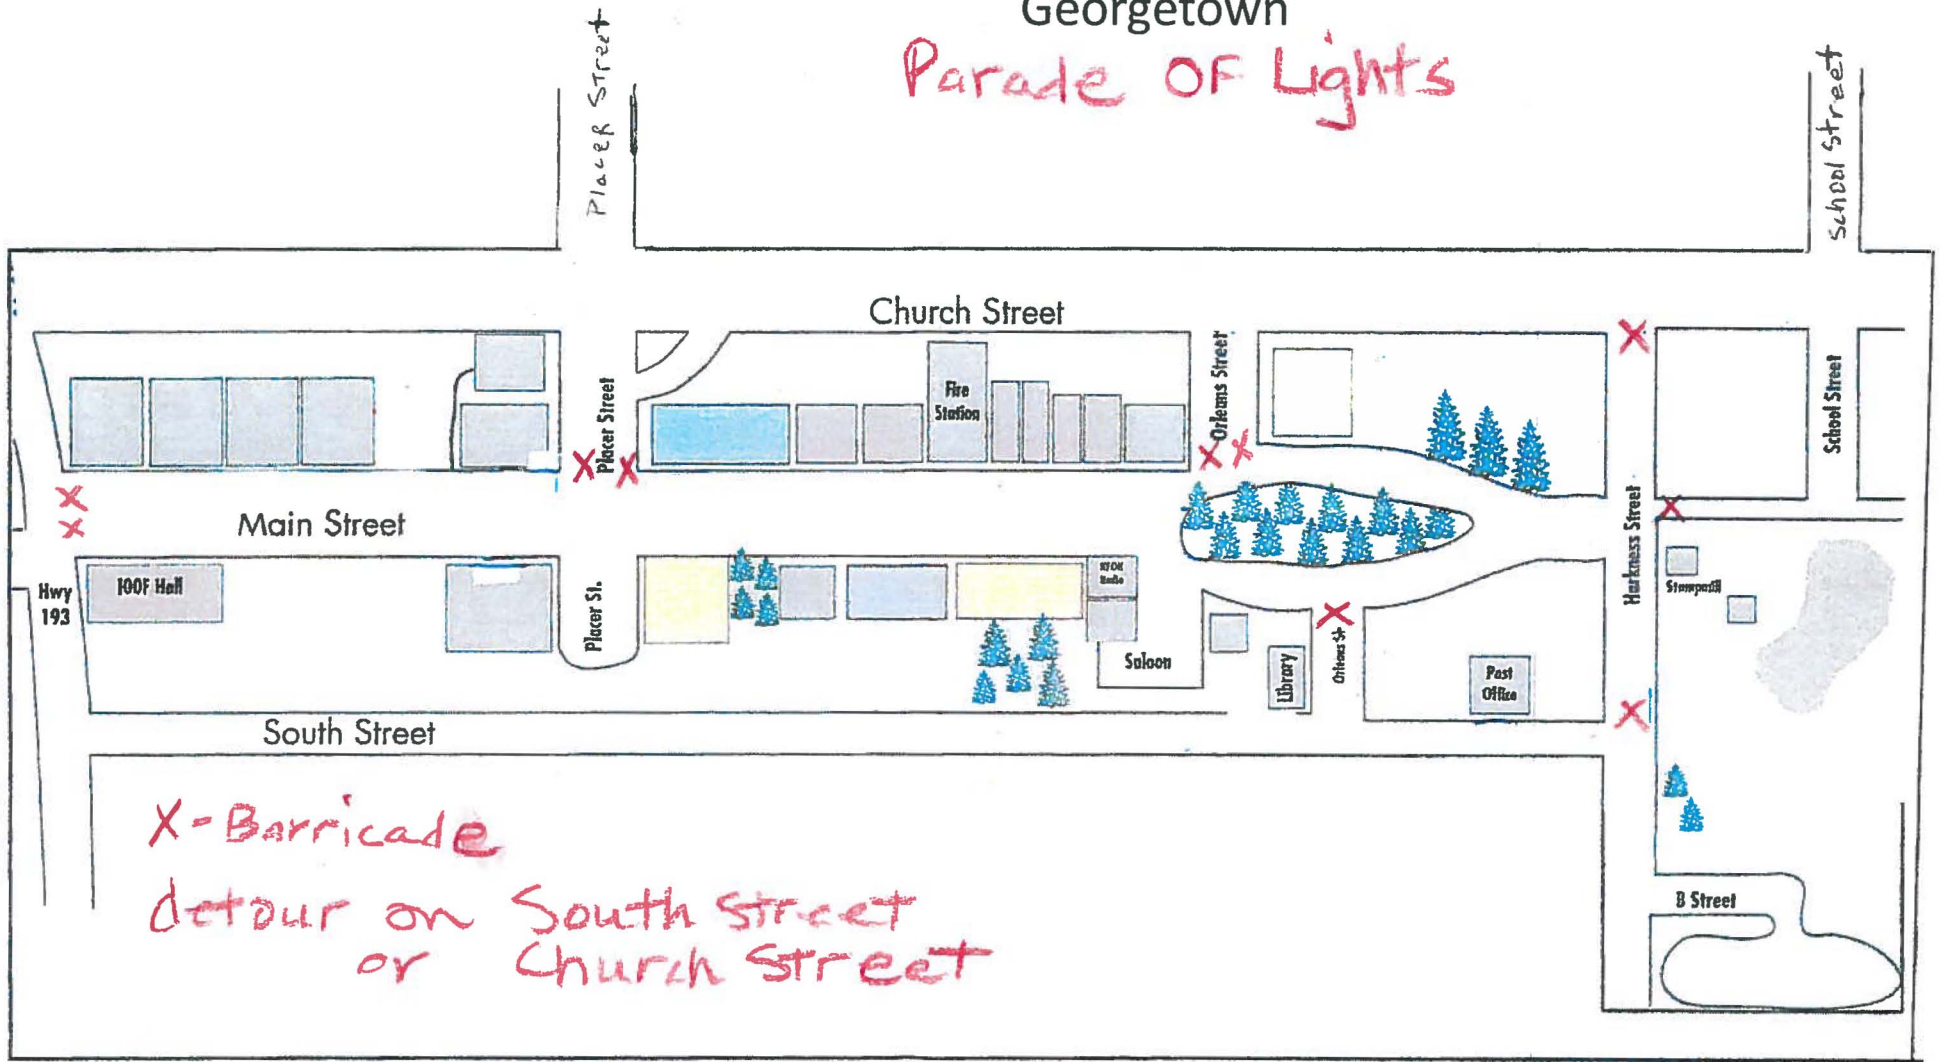 Georgetown
Parade OF Lights
Placer Street
School Street
Church Street
Placer Street
Fire
Station
Orleans Street
School Street
X
X
X
X
X
X
X
X
Main Street
Harkness Street
X
Hwy
193
IOOF Hall
Placer St.
Radio
Stampmill
X
Saloon
Library
Orleans St
Post
Office
X
South Street
X-Barricade
detour on South Street
or Church Street
B Street